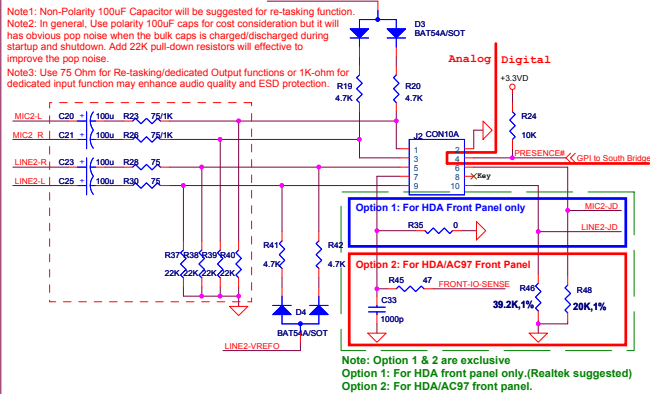 Note1: Non-Polarity 100uF Capacitor will be suggested for re-tasking function.
Note2: In general, Use polarity 100uF caps for cost consideration but it will
has obvious pop noise when the bulk caps is charged/discharged during
startup and shutdown. Add 22K pull-down resistors will effective to
improve the pop noise.
Note3: Use 75 Ohm for Re-tasking/dedicated Output functions or 1K-ohm for
dedicated input function may enhance audio quality and ESD protection.
D3
BAT54A/SOT
Analog Digital
+3.3VD
R19
4.7K
R20
4.7K
R24
10K
MIC2-L C20 + 100u R23 75/1K
MIC2 R C21 + 100u R26 75/1K
LINE2-R C23 + 100u R28 75
LINE2-L C25 + 100u R30 75
J2 CON10A
1 2
3 4
5 6
7 8
9 10
Key
PRESENCE#
GPI to South Bridge
Option 1: For HDA Front Panel only
MIC2-JD
R35 0
LINE2-JD
R37 R38 R39 R40
22K 22K 22K 22K
R41
4.7K
R42
4.7K
Option 2: For HDA/AC97 Front Panel
R45 47
FRONT-IO-SENSE
C33
1000p
R46
39.2K,1%
R48
20K,1%
D4
BAT54A/SOT
LINE2-VREFO
Note: Option 1 & 2 are exclusive
Option 1: For HDA front panel only.(Realtek suggested)
Option 2: For HDA/AC97 front panel.